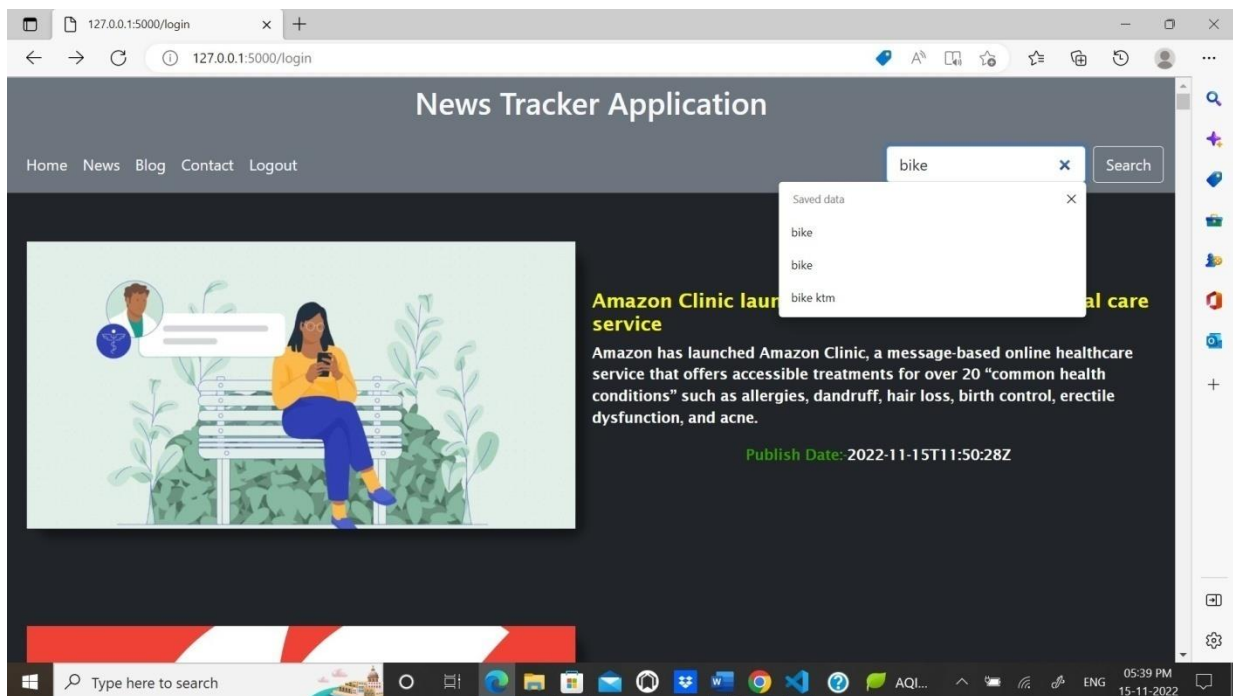 127.0.0.1:5000/login
127.0.0.1:5000/login
News Tracker Application
Home News Blog Contact Logout
bike
Search
Saved data
bike
bike
bike ktm
Amazon Clinic laun al care
service
Amazon has launched Amazon Clinic, a message-based online healthcare
service that offers accessible treatments for over 20 “common health
conditions” such as allergies, dandruff, hair loss, birth control, erectile
dysfunction, and acne.
Publish Date:-2022-11-15T11:50:28Z
Type here to search
AQI...
ENG
05:39 PM
15-11-2022